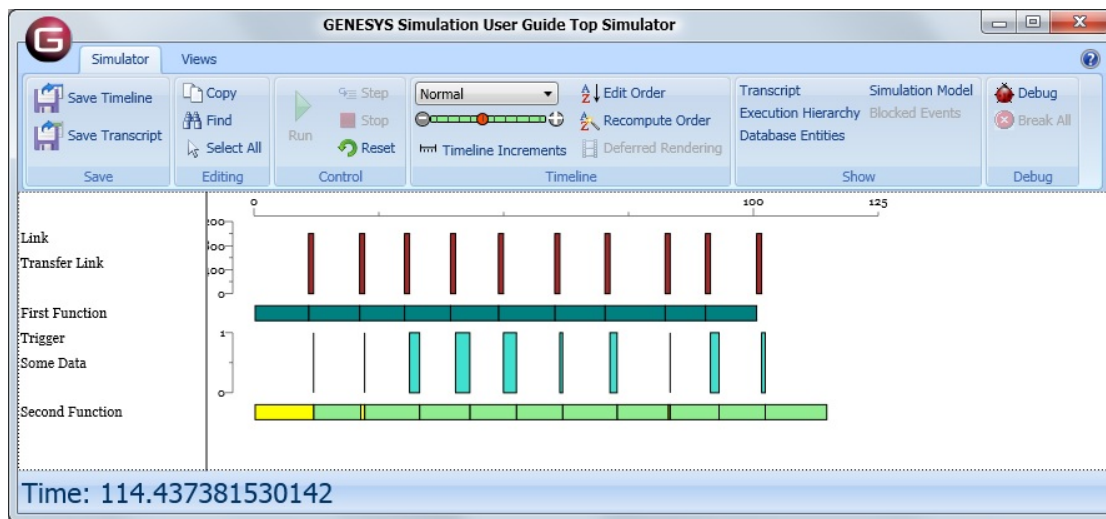 GENESYS Simulation User Guide Top Simulator
G
Simulator Views
Save Timeline
Save Transcript
Save
Copy
Find
Select All
Editing
Run
Step
Stop
Reset
Control
Normal
Timeline Increments
Edit Order
Recompute Order
Deferred Rendering
Timeline
Transcript
Execution Hierarchy
Database Entities
Simulation Model
Blocked Events
Show
Debug
Break All
Debug
0 100 125
Link
Transfer Link
0
First Function
Trigger
Some Data
1
0
Second Function
Time: 114.437381530142